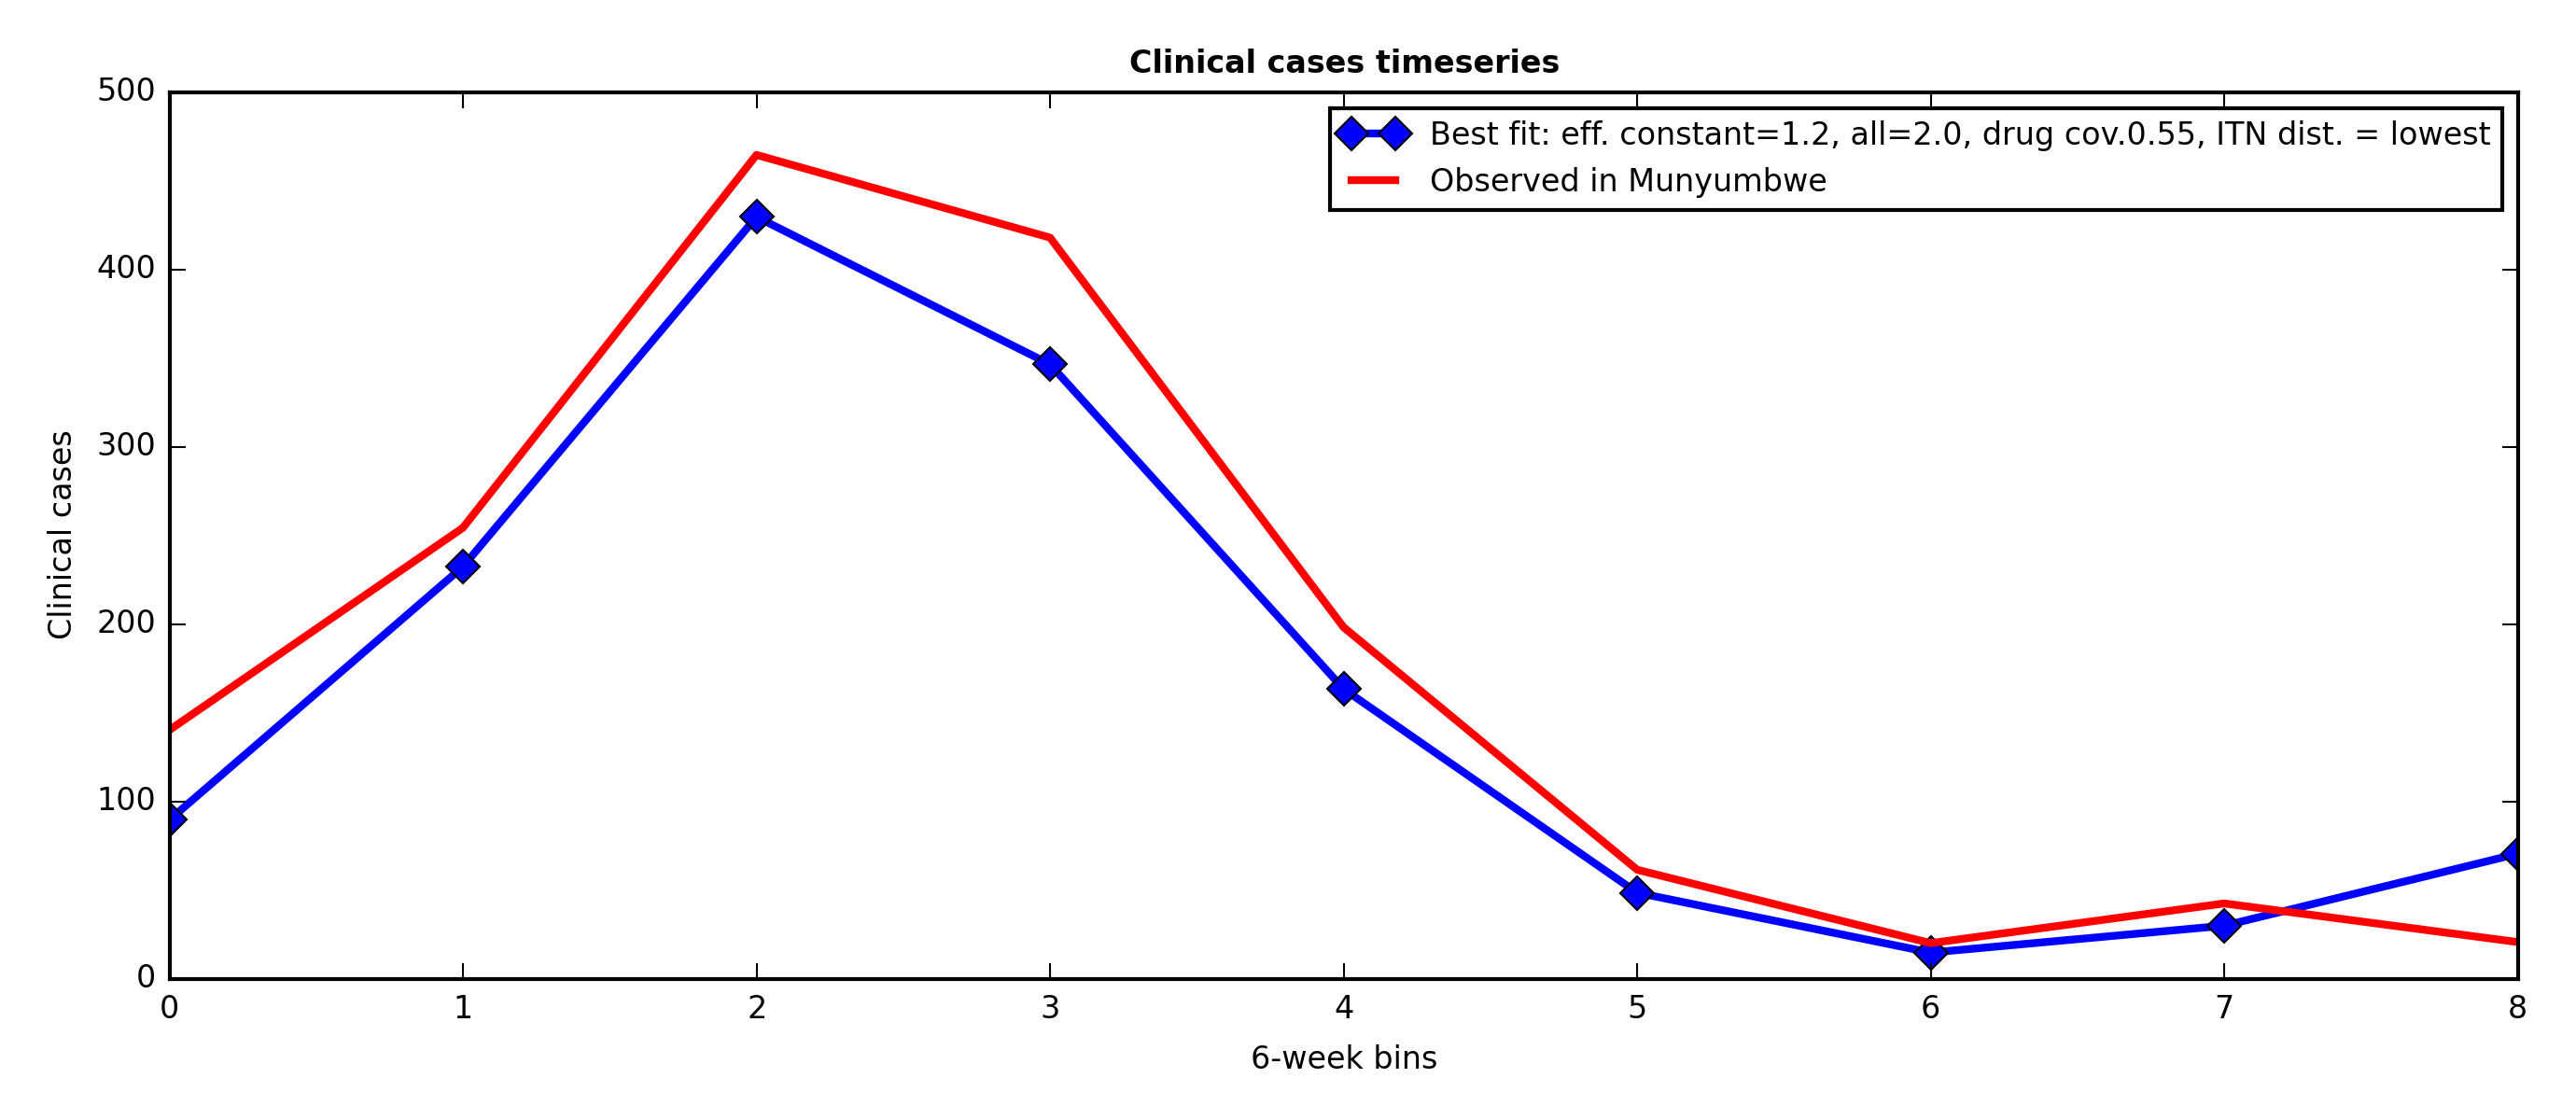 Clinical cases timeseries
Best fit: eff. constant=1.2, all=2.0, drug cov.0.55, ITN dist. = lowest
Observed in Munyumbwe
Clinical cases
500
400
300
200
100
0
0 1 2 3 4 5 6 7 8
6-week bins